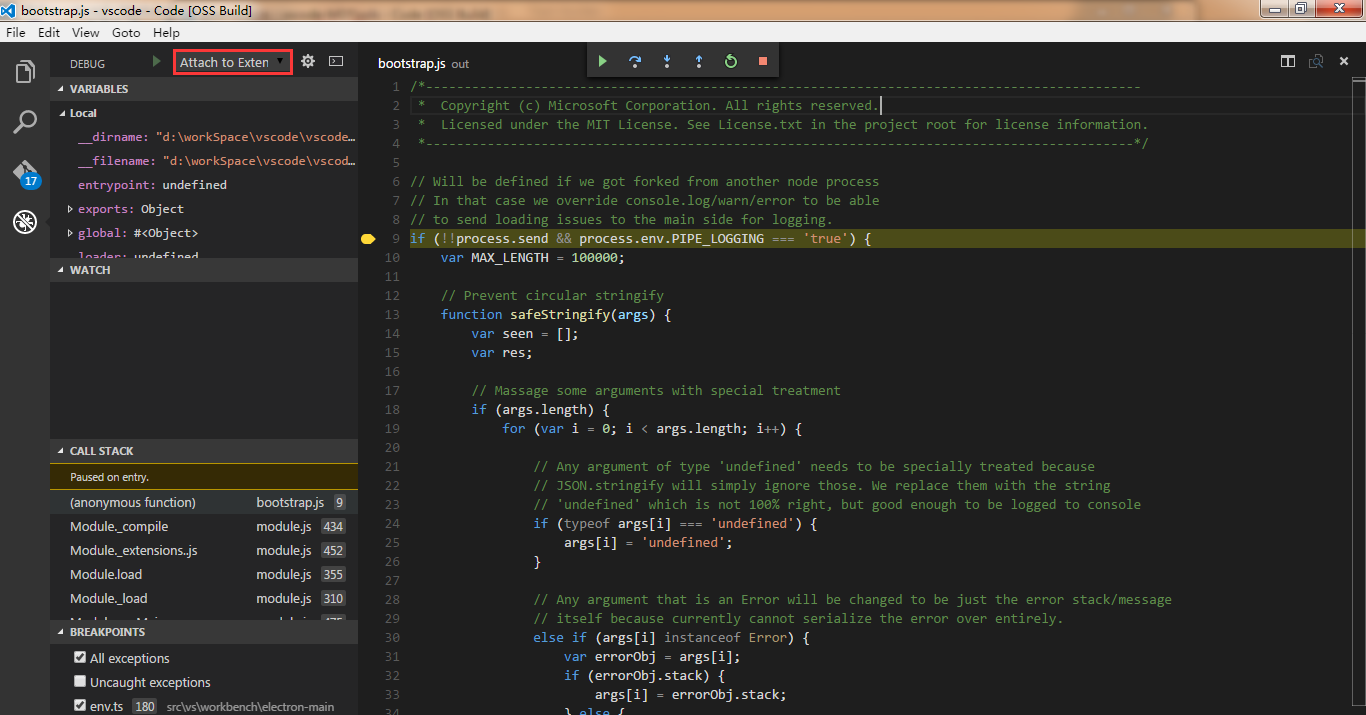 bootstrap.js - vscode - Code [OSS Build]
File Edit View Goto Help
DEBUG Attach to Exten
bootstrap.js out
VARIABLES
Local
__dirname: "d:\workSpace\vscode\vscode…
__filename: "d:\workSpace\vscode\vscod…
entrypoint: undefined
exports: Object
global: #<Object>
loader: undefined
17
WATCH
CALL STACK
Paused on entry.
(anonymous function) bootstrap.js 9
Module._compile module.js 434
Module._extensions..js module.js 452
Module.load module.js 355
Module._load module.js 310
BREAKPOINTS
All exceptions
Uncaught exceptions
env.ts 180 src\vs\workbench\electron-main
1 /*---------------------------------------------------------------------------------------------
2 *  Copyright (c) Microsoft Corporation. All rights reserved.
3 *  Licensed under the MIT License. See License.txt in the project root for license information.
4 *--------------------------------------------------------------------------------------------*/
5
6 // Will be defined if we got forked from another node process
7 // In that case we override console.log/warn/error to be able
8 // to send loading issues to the main side for logging.
9 if (!!process.send && process.env.PIPE_LOGGING === 'true') {
10 var MAX_LENGTH = 100000;
11
12 // Prevent circular stringify
13 function safeStringify(args) {
14 var seen = [];
15 var res;
16
17 // Massage some arguments with special treatment
18 if (args.length) {
19 for (var i = 0; i < args.length; i++) {
20
21 // Any argument of type 'undefined' needs to be specially treated because
22 // JSON.stringify will simply ignore those. We replace them with the string
23 // 'undefined' which is not 100% right, but good enough to be logged to console
24 if (typeof args[i] === 'undefined') {
25 args[i] = 'undefined';
26 }
27
28 // Any argument that is an Error will be changed to be just the error stack/message
29 // itself because currently cannot serialize the error over entirely.
30 else if (args[i] instanceof Error) {
31 var errorObj = args[i];
32 if (errorObj.stack) {
33 args[i] = errorObj.stack;
34 } else {